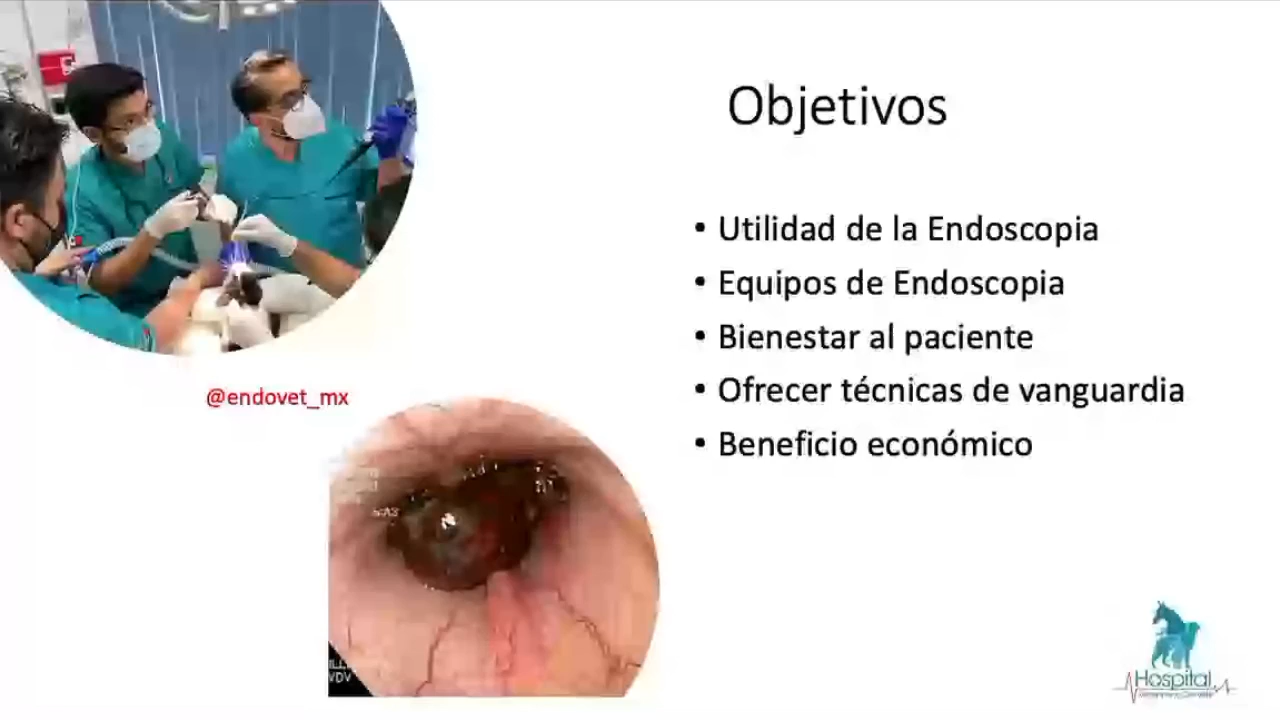 Objetivos
• Utilidad de la Endoscopia
• Equipos de Endoscopia
• Bienestar al paciente
• Ofrecer técnicas de vanguardia
• Beneficio económico
@endovet_mx
Hospital